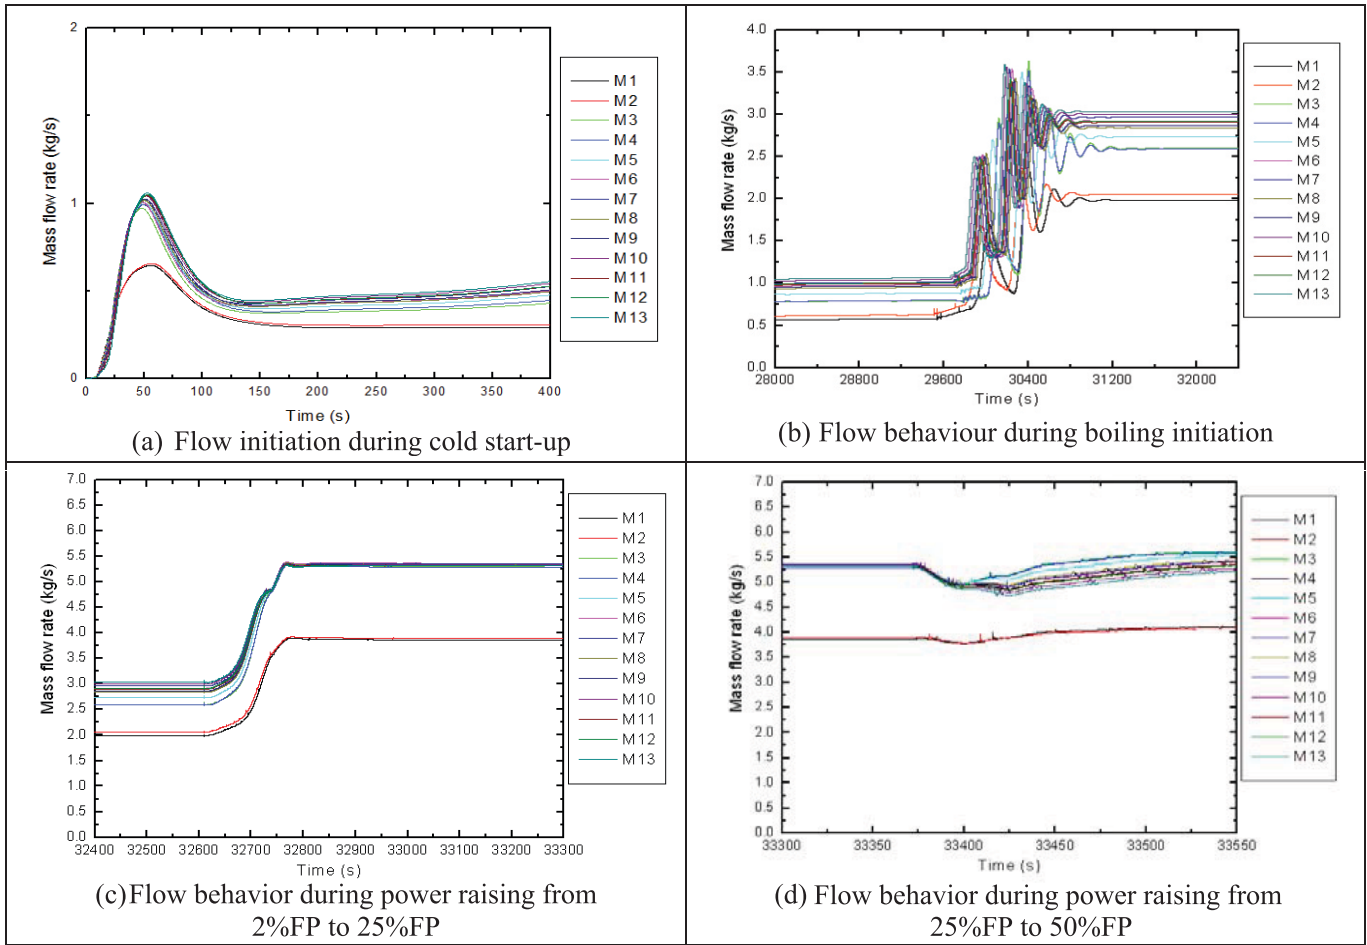 2
1
0
Mass flow rate (kg/s)
0 50 100 150 200 250 300 350 400
Time (s)
M1
M2
M3
M4
M5
M6
M7
M8
M9
M10
M11
M12
M13
(a) Flow initiation during cold start-up
4.0
3.5
3.0
2.5
2.0
1.5
1.0
0.5
0.0
Mass flow rate (kg/s)
28000 28800 29600 30400 31200 32000
Time (s)
M1
M2
M3
M4
M5
M6
M7
M8
M9
M10
M11
M12
M13
(b) Flow behaviour during boiling initiation
7.0
6.5
6.0
5.5
5.0
4.5
4.0
3.5
3.0
2.5
2.0
1.5
1.0
0.5
0.0
Mass flow rate (kg/s)
32400 32500 32600 32700 32800 32900 33000 33100 33200 33300
Time (s)
M1
M2
M3
M4
M5
M6
M7
M8
M9
M10
M11
M12
M13
(c)Flow behavior during power raising from
2%FP to 25%FP
7.0
6.5
6.0
5.5
5.0
4.5
4.0
3.5
3.0
2.5
2.0
1.5
1.0
0.5
0.0
Mass flow rate (kg/s)
33300 33350 33400 33450 33500 33550
Time (s)
M1
M2
M3
M4
M5
M6
M7
M8
M9
M10
M11
M12
M13
(d) Flow behavior during power raising from
25%FP to 50%FP